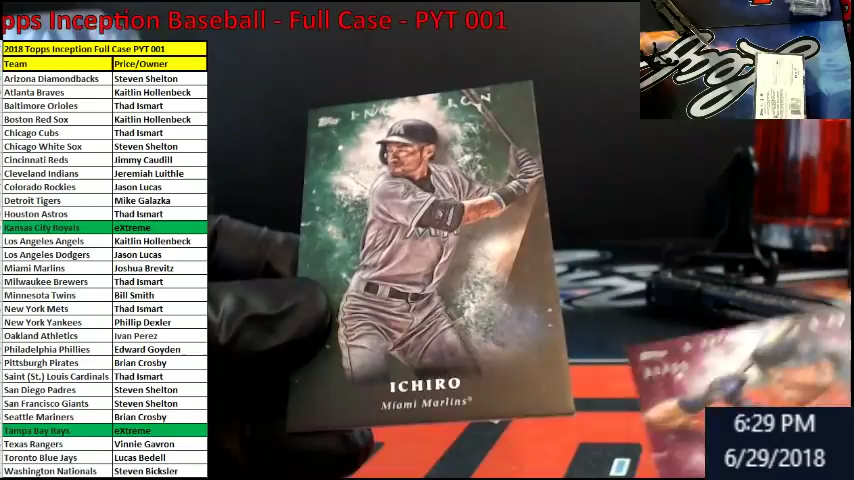 pps Inception Baseball - Full Case - PYT 001
2018 Topps Inception Full Case PYT 001
Team Price/Owner
Arizona Diamondbacks Steven Shelton
Atlanta Braves Kaitlin Hollenbeck
Baltimore Orioles Thad Ismart
Boston Red Sox Kaitlin Hollenbeck
Chicago Cubs Thad Ismart
Chicago White Sox Steven Shelton
Cincinnati Reds Jimmy Caudill
Cleveland Indians Jeremiah Luithle
Colorado Rockies Jason Lucas
Detroit Tigers Mike Galazka
Houston Astros Thad Ismart
Kansas City Royals eXtreme
Los Angeles Angels Kaitlin Hollenbeck
Los Angeles Dodgers Jason Lucas
Miami Marlins Joshua Brevitz
Milwaukee Brewers Thad Ismart
Minnesota Twins Bill Smith
New York Mets Thad Ismart
New York Yankees Phillip Dexler
Oakland Athletics Ivan Perez
Philadelphia Phillies Edward Goyden
Pittsburgh Pirates Brian Crosby
Saint (St.) Louis Cardinals Thad Ismart
San Diego Padres Steven Shelton
San Francisco Giants Steven Shelton
Seattle Mariners Brian Crosby
Tampa Bay Rays eXtreme
Texas Rangers Vinnie Gavron
Toronto Blue Jays Lucas Bedell
Washington Nationals Steven Bicksler
Topps
ICHIRO
Miami Marlins®
6:29 PM
6/29/2018